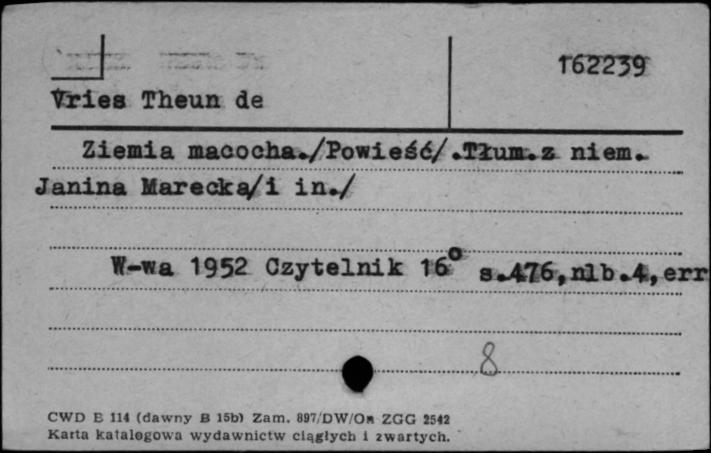 162239
Vries Theun de
Ziemia macocha./Powieść/.Tłum.z niem.
Janina Marecka/i in./
W-wa 1952 Czytelnik 16° s.476,nlb.4,err
8
CWD E 114 (dawny B 15b) Zam. 897/DW/Om ZGG 2542
Karta katalogowa wydawnictw ciągłych i zwartych.